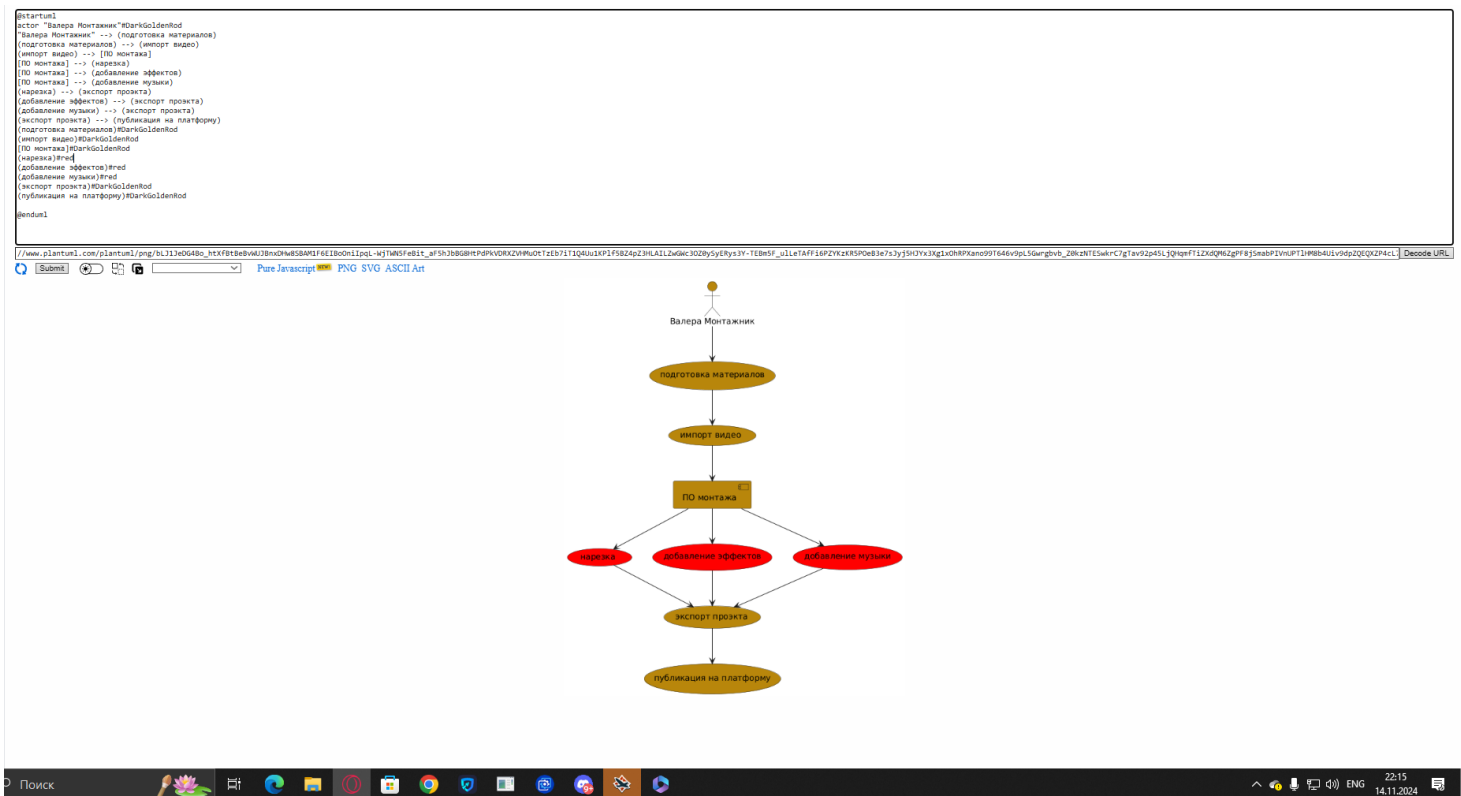 @startuml
actor "Валера Монтажник"#DarkGoldenRod
"Валера Монтажник" --> (подготовка материалов)
(подготовка материалов) --> (импорт видео)
(импорт видео) --> [ПО монтажа]
[ПО монтажа] --> (нарезка)
[ПО монтажа] --> (добавление эффектов)
[ПО монтажа] --> (добавление музыки)
(нарезка) --> (экспорт проэкта)
(добавление эффектов) --> (экспорт проэкта)
(добавление музыки) --> (экспорт проэкта)
(экспорт проэкта) --> (публикация на платформу)
(подготовка материалов)#DarkGoldenRod
(импорт видео)#DarkGoldenRod
[ПО монтажа]#DarkGoldenRod
(нарезка)#red
(добавление эффектов)#red
(добавление музыки)#red
(экспорт проэкта)#DarkGoldenRod
(публикация на платформу)#DarkGoldenRod
@enduml
Decode URL
Submit Pure Javascript NEW! PNG SVG ASCII Art
Валера Монтажник
подготовка материалов
импорт видео
ПО монтажа
нарезка добавление эффектов добавление музыки
экспорт проэкта
публикация на платформу
Поиск ENG 22:15
14.11.2024